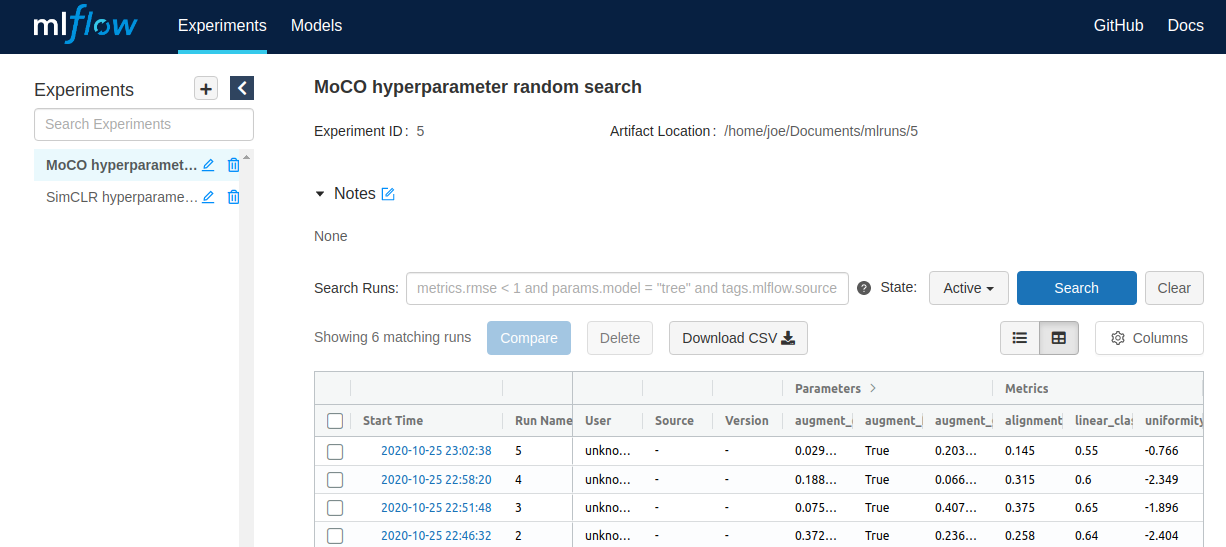 mlflow Experiments Models GitHub Docs
Experiments
Search Experiments
MoCO hyperparamet...
SimCLR hyperparame...
MoCO hyperparameter random search
Experiment ID: 5 Artifact Location: /home/joe/Documents/mlruns/5
Notes
None
Search Runs: metrics.rmse < 1 and params.model = "tree" and tags.mlflow.source State: Active Search Clear
Showing 6 matching runs Compare Delete Download CSV Columns
Parameters > Metrics
Start Time Run Name User Source Version augment_ augment_ augment_ alignment linear_clas uniformity
2020-10-25 23:02:38 5 unkno... - - 0.029... True 0.203... 0.145 0.55 -0.766
2020-10-25 22:58:20 4 unkno... - - 0.188... True 0.066... 0.315 0.6 -2.349
2020-10-25 22:51:48 3 unkno... - - 0.075... True 0.407... 0.375 0.65 -1.896
2020-10-25 22:46:32 2 unkno... - - 0.372... True 0.236... 0.258 0.64 -2.404